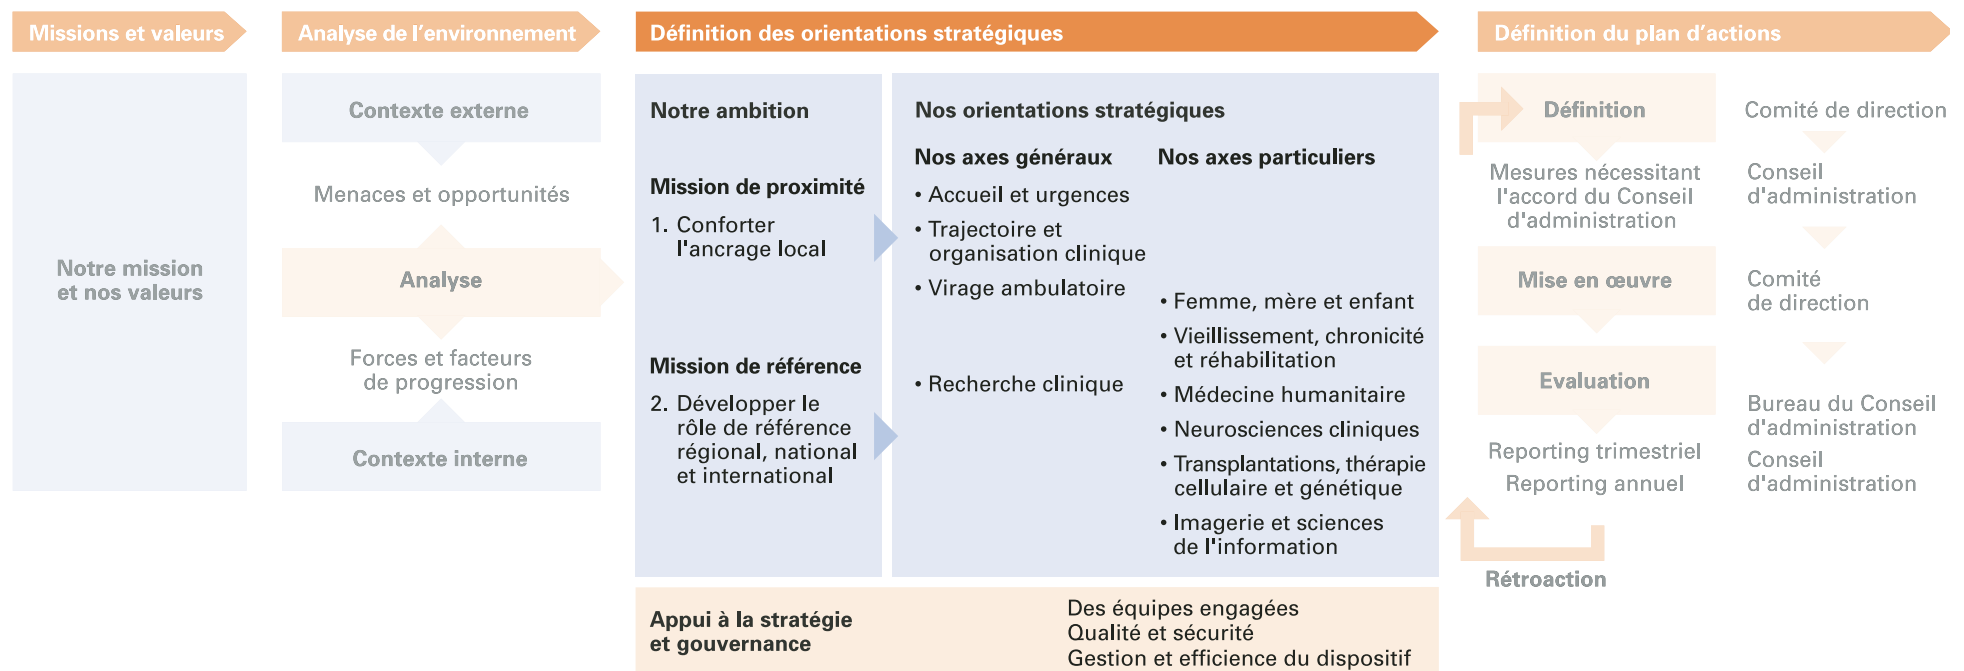 Missions et valeurs
Notre mission
et nos valeurs
Analyse de l'environnement
Contexte externe
Menaces et opportunités
Analyse
Forces et facteurs
de progression
Contexte interne
Définition des orientations stratégiques
Notre ambition
Mission de proximité
1. Conforter
l'ancrage local
Mission de référence
2. Développer le
rôle de référence
régional, national
et international
Nos orientations stratégiques
Nos axes généraux
• Accueil et urgences
• Trajectoire et
organisation clinique
• Virage ambulatoire
• Recherche clinique
Nos axes particuliers
• Femme, mère et enfant
• Vieillissement, chronicité
et réhabilitation
• Médecine humanitaire
• Neurosciences cliniques
• Transplantations, thérapie
cellulaire et génétique
• Imagerie et sciences
de l'information
Appui à la stratégie
et gouvernance
Des équipes engagées
Qualité et sécurité
Gestion et efficience du dispositif
Définition du plan d'actions
Définition
Mesures nécessitant
l'accord du Conseil
d'administration
Mise en œuvre
Evaluation
Reporting trimestriel
Reporting annuel
Rétroaction
Comité de direction
Conseil
d'administration
Comité
de direction
Bureau du Conseil
d'administration
Conseil
d'administration